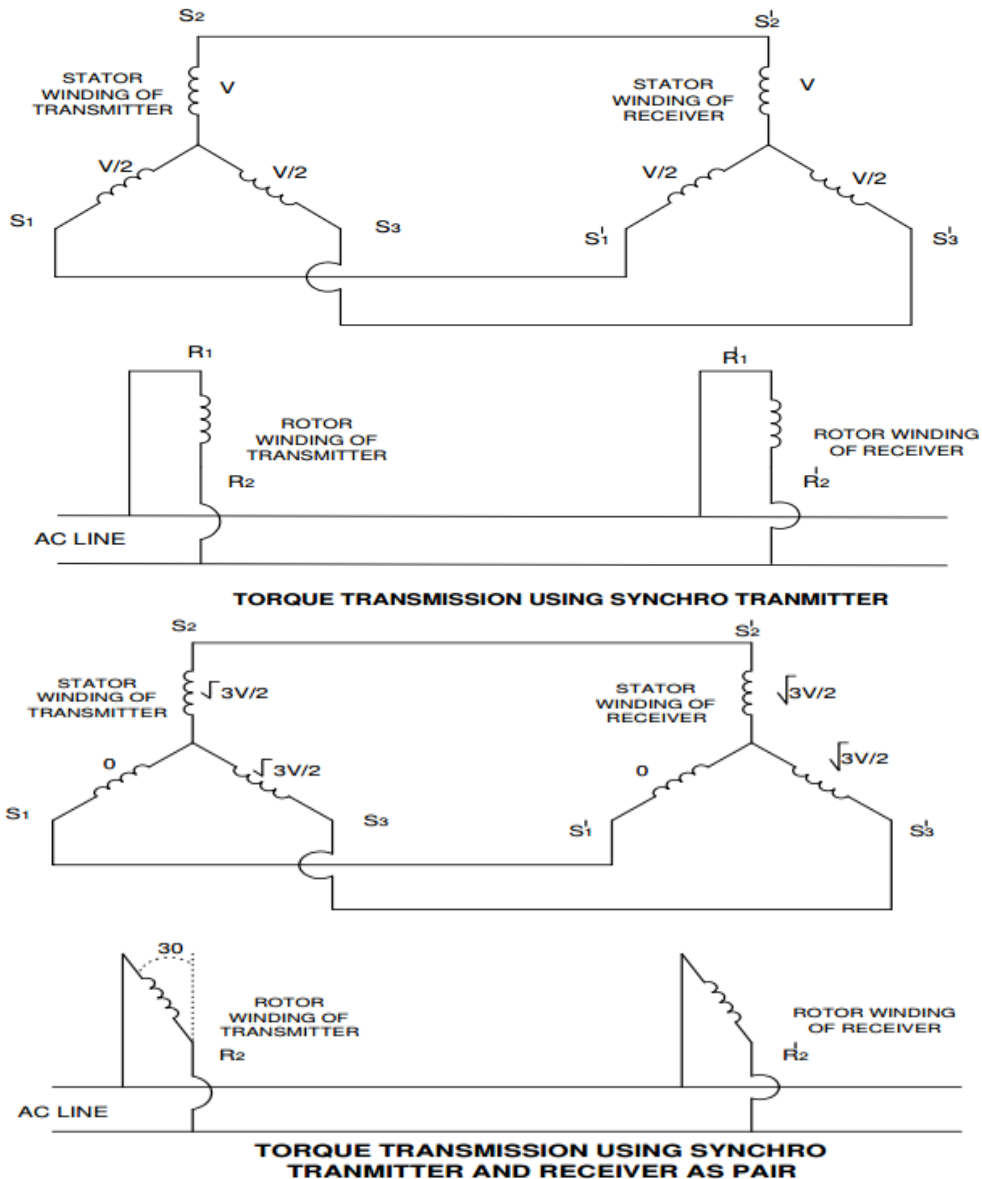 S2
S'2
STATOR
WINDING OF
TRANSMITTER
V
STATOR
WINDING OF
RECEIVER
V
V/2
V/2
V/2
V/2
S1
S3
S'1
S'3
R1
R'1
ROTOR
WINDING OF
TRANSMITTER
ROTOR WINDING
OF RECEIVER
R2
R'2
AC LINE
TORQUE TRANSMISSION USING SYNCHRO TRANMITTER
S2
S'2
STATOR
WINDING OF
TRANSMITTER
√3V/2
STATOR
WINDING OF
RECEIVER
√3V/2
0
√3V/2
0
√3V/2
S1
S3
S'1
S'3
30
ROTOR
WINDING OF
TRANSMITTER
ROTOR WINDING
OF RECEIVER
R2
R'2
AC LINE
TORQUE TRANSMISSION USING SYNCHRO
TRANMITTER AND RECEIVER AS PAIR